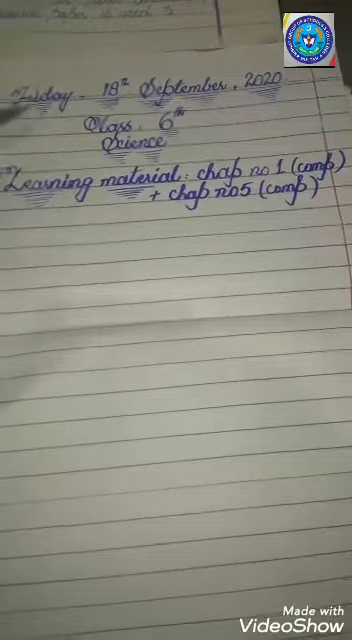 Friday - 18th September, 2020
Class, 6th
Science
Learning material: chap no 1 (comp)
+ chap no 5 (comp)
Made with
VideoShow